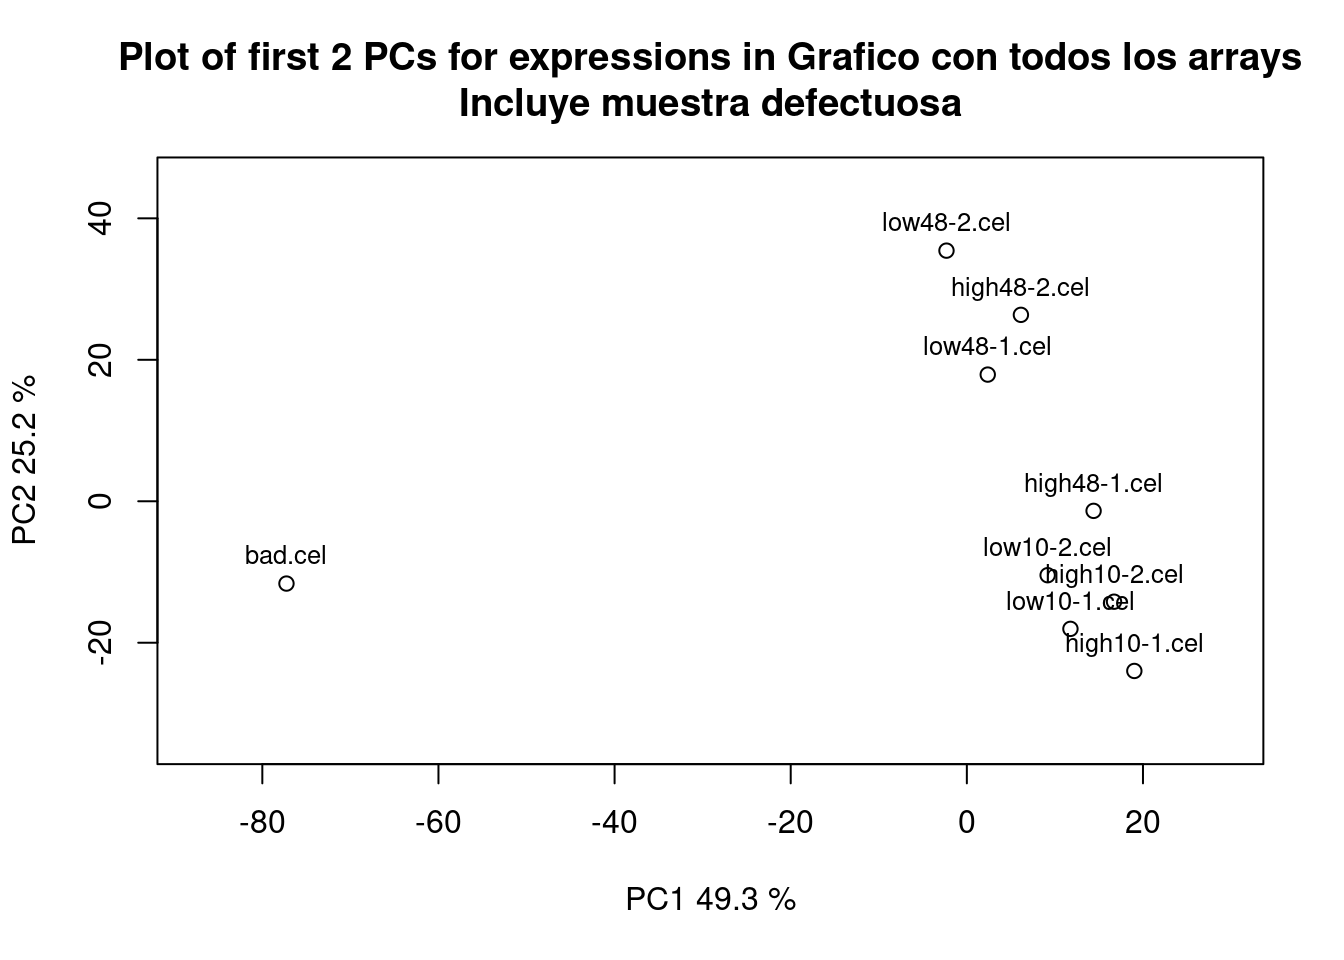 Plot of first 2 PCs for expressions in Grafico con todos los arrays
Incluye muestra defectuosa
PC2 25.2 %
40
20
0
-20
low48-2.cel
high48-2.cel
low48-1.cel
high48-1.cel
low10-2.cel
bad.cel
high10-2.cel
low10-1.cel
high10-1.cel
-80
-60
-40
-20
0
20
PC1 49.3 %